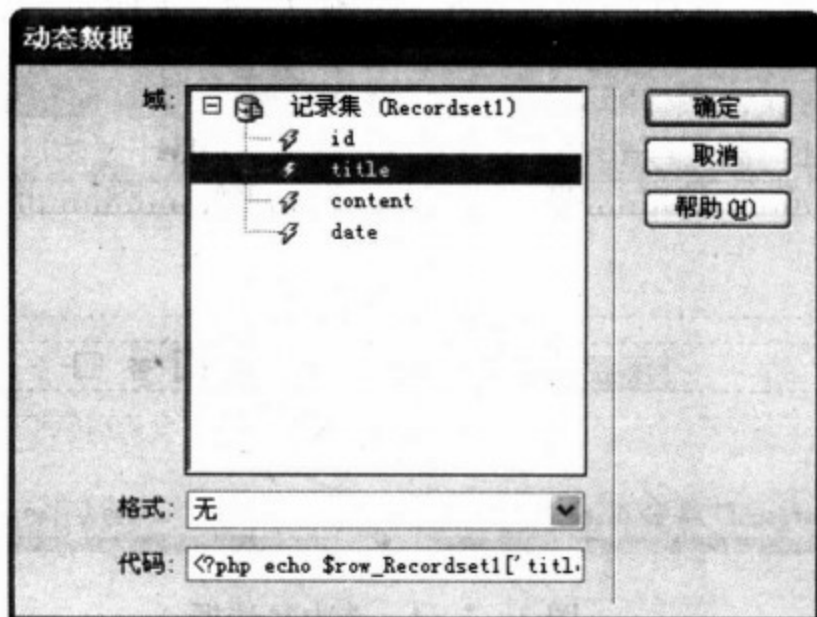 动态数据
域:
记录集 (Recordset1)
id
title
content
date
确定
取消
帮助(H)
格式: 无
代码: <?php echo $row_Recordset1['titl